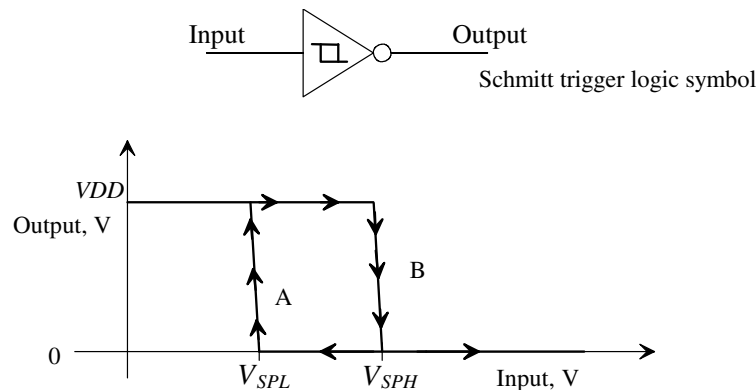 Input
Output
Schmitt trigger logic symbol
VDD
Output, V
A
B
0
V_SPL
V_SPH
Input, V